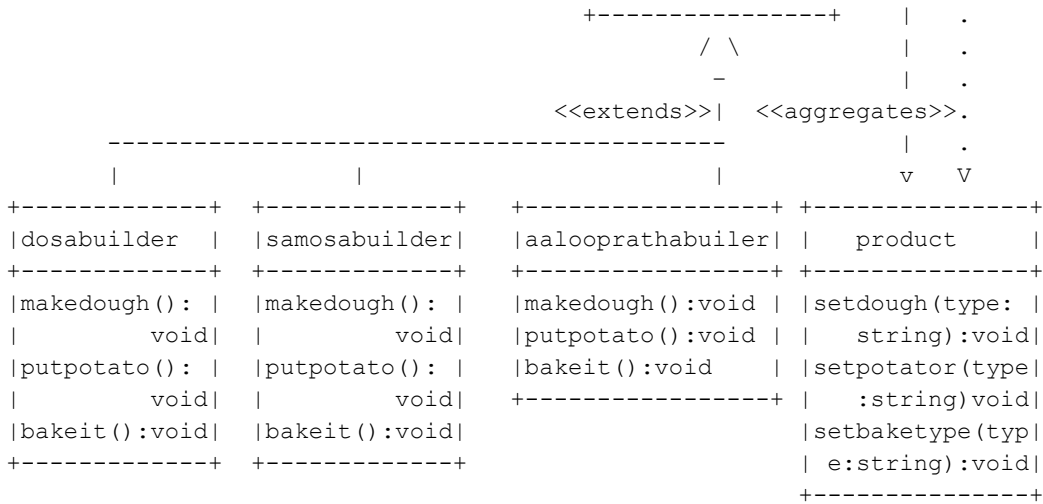 +----------------+    |   .
                                                / \           |   .
                                                 -            |   .
                                      <<extends>>|  <<aggregates>>.
       -------------------------------------------            |   .
       |                |                        |            v   V
+-------------+  +-------------+   +-----------------+ +---------------+
|dosabuilder  |  |samosabuilder|   |aalooprathabuiler| |   product     |
+-------------+  +-------------+   +-----------------+ +---------------+
|makedough(): |  |makedough(): |   |makedough():void | |setdough(type: |
|         void|  |         void|   |putpotato():void | |   string):void|
|putpotato(): |  |putpotato(): |   |bakeit():void    | |setpotator(type|
|         void|  |         void|   +-----------------+ |   :string)void|
|bakeit():void|  |bakeit():void|                       |setbaketype(typ|
+-------------+  +-------------+                       | e:string):void|
                                                       +----------------+